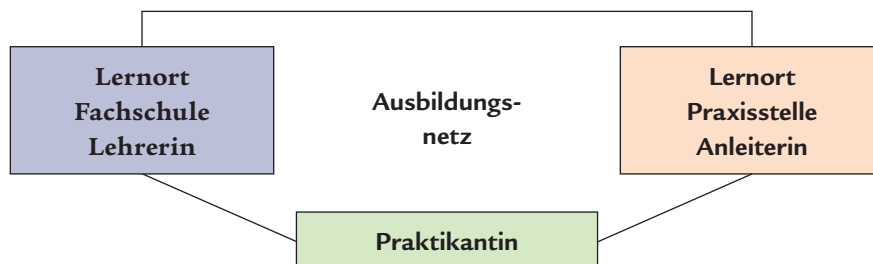 Lernort
Fachschule
Lehrerin
Ausbildungs-
netz
Lernort
Praxisstelle
Anleiterin
Praktikantin